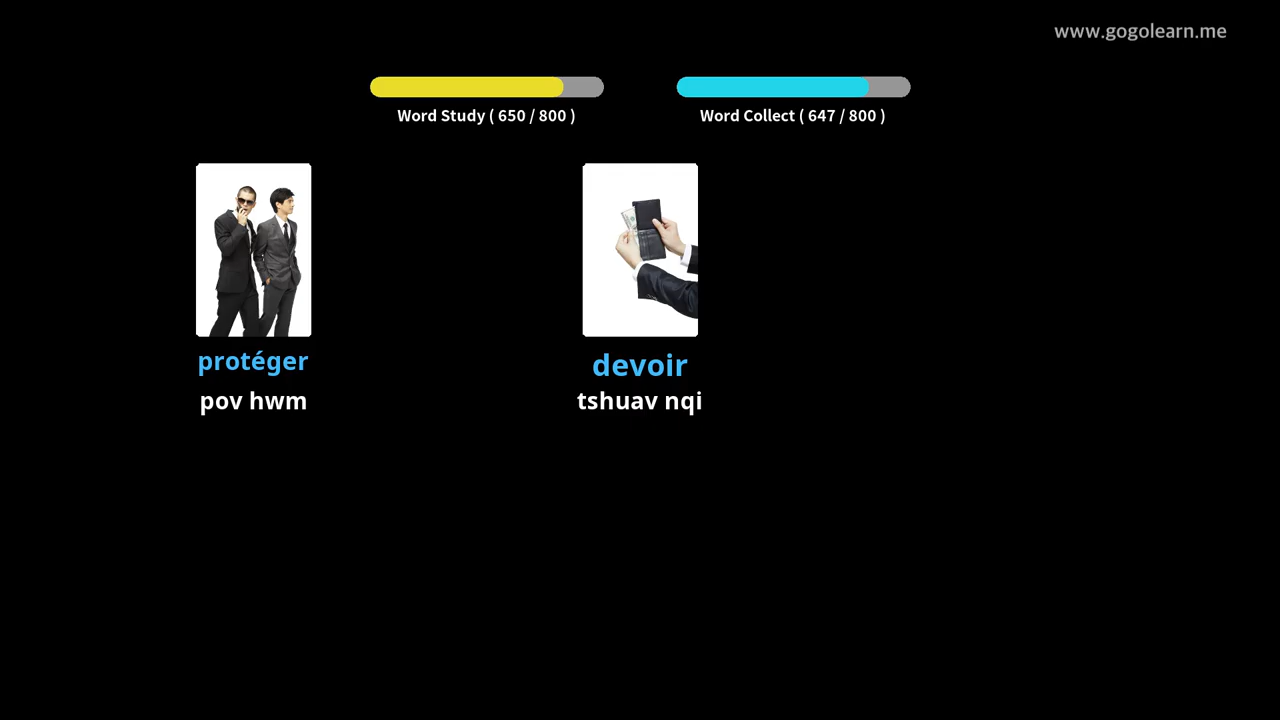 www.gogolearn.me
Word Study ( 650 / 800 )
Word Collect ( 647 / 800 )
protéger
pov hwm
devoir
tshuav nqi